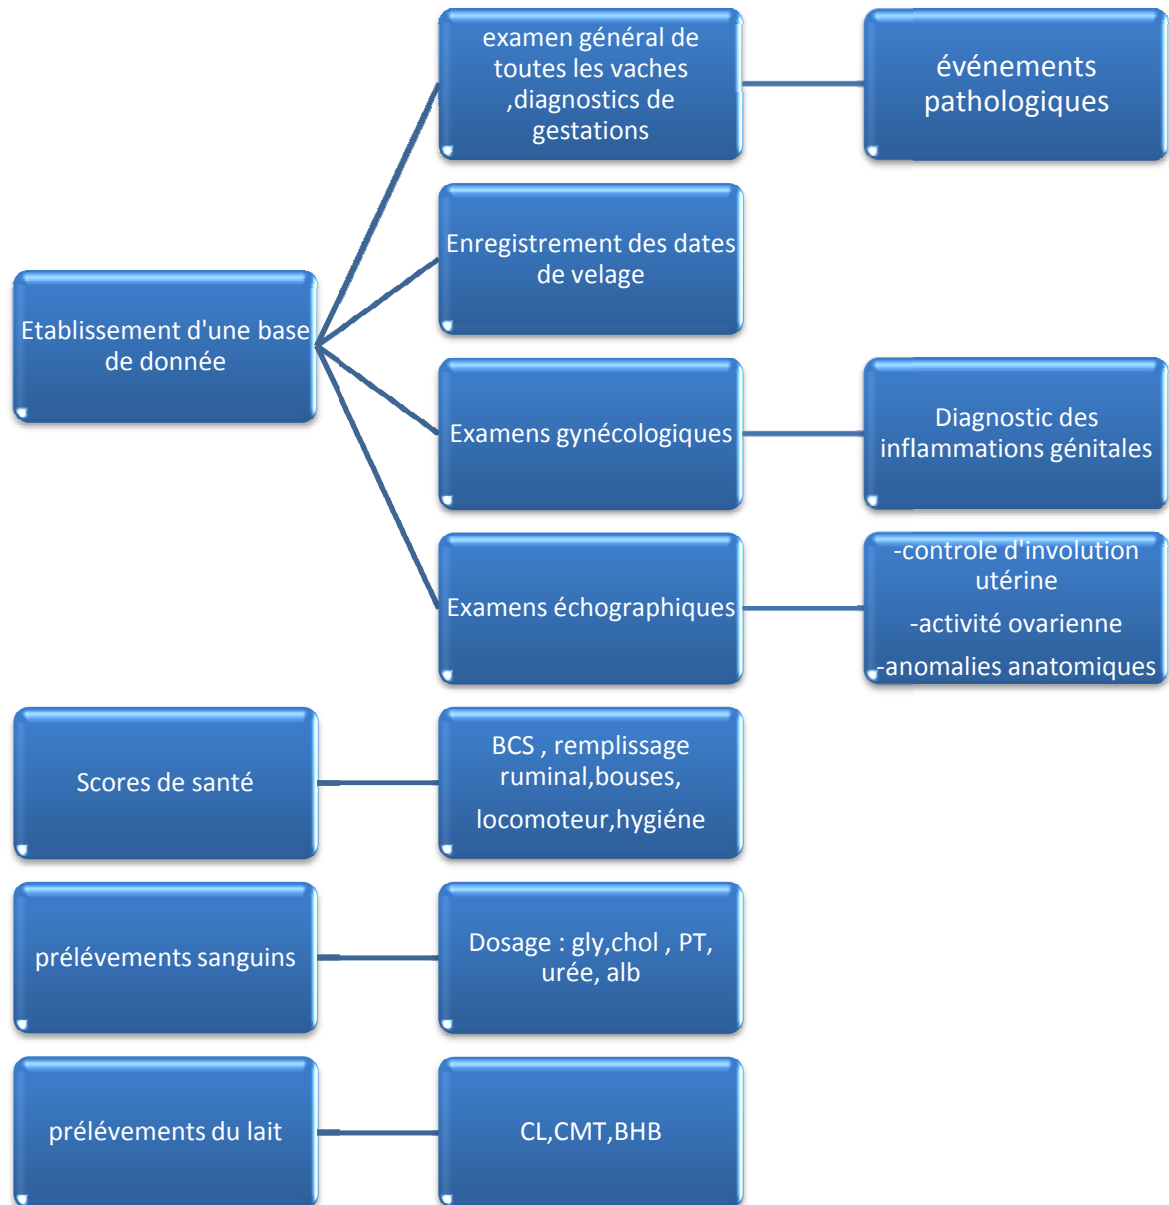 examen général de
toutes les vaches
,diagnostics de
gestations
événements
pathologiques
Enregistrement des dates
de velage
Etablissement d'une base
de donnée
Examens gynécologiques
Diagnostic des
inflammations génitales
Examens échographiques
-controle d'involution
utérine
-activité ovarienne
-anomalies anatomiques
Scores de santé
BCS , remplissage
ruminal,bouses,
locomoteur,hygiéne
prélévements sanguins
Dosage : gly,chol , PT,
urée, alb
prélévements du lait
CL,CMT,BHB